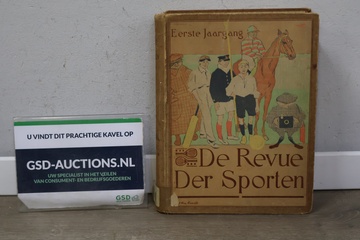 Eerste Jaargang
De Revue
Der Sporten
U VINDT DIT PRACHTIGE KAVEL OP
GSD-AUCTIONS.NL
UW SPECIALIST IN HET VEILEN
VAN CONSUMENT- EN BEDRIJFSGOEDEREN
GSD